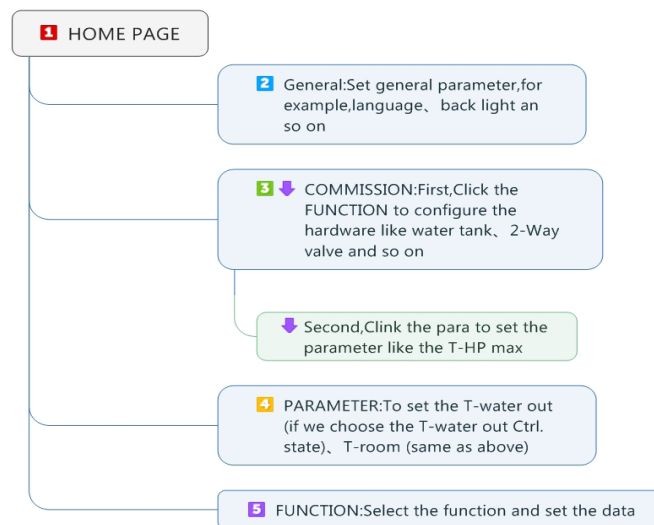 1 HOME PAGE
2 General:Set general parameter,for
example,language、back light an
so on
3 COMMISSION:First,Click the
FUNCTION to configure the
hardware like water tank、2-Way
valve and so on
Second,Clink the para to set the
parameter like the T-HP max
4 PARAMETER:To set the T-water out
(if we choose the T-water out Ctrl.
state)、T-room (same as above)
5 FUNCTION:Select the function and set the data